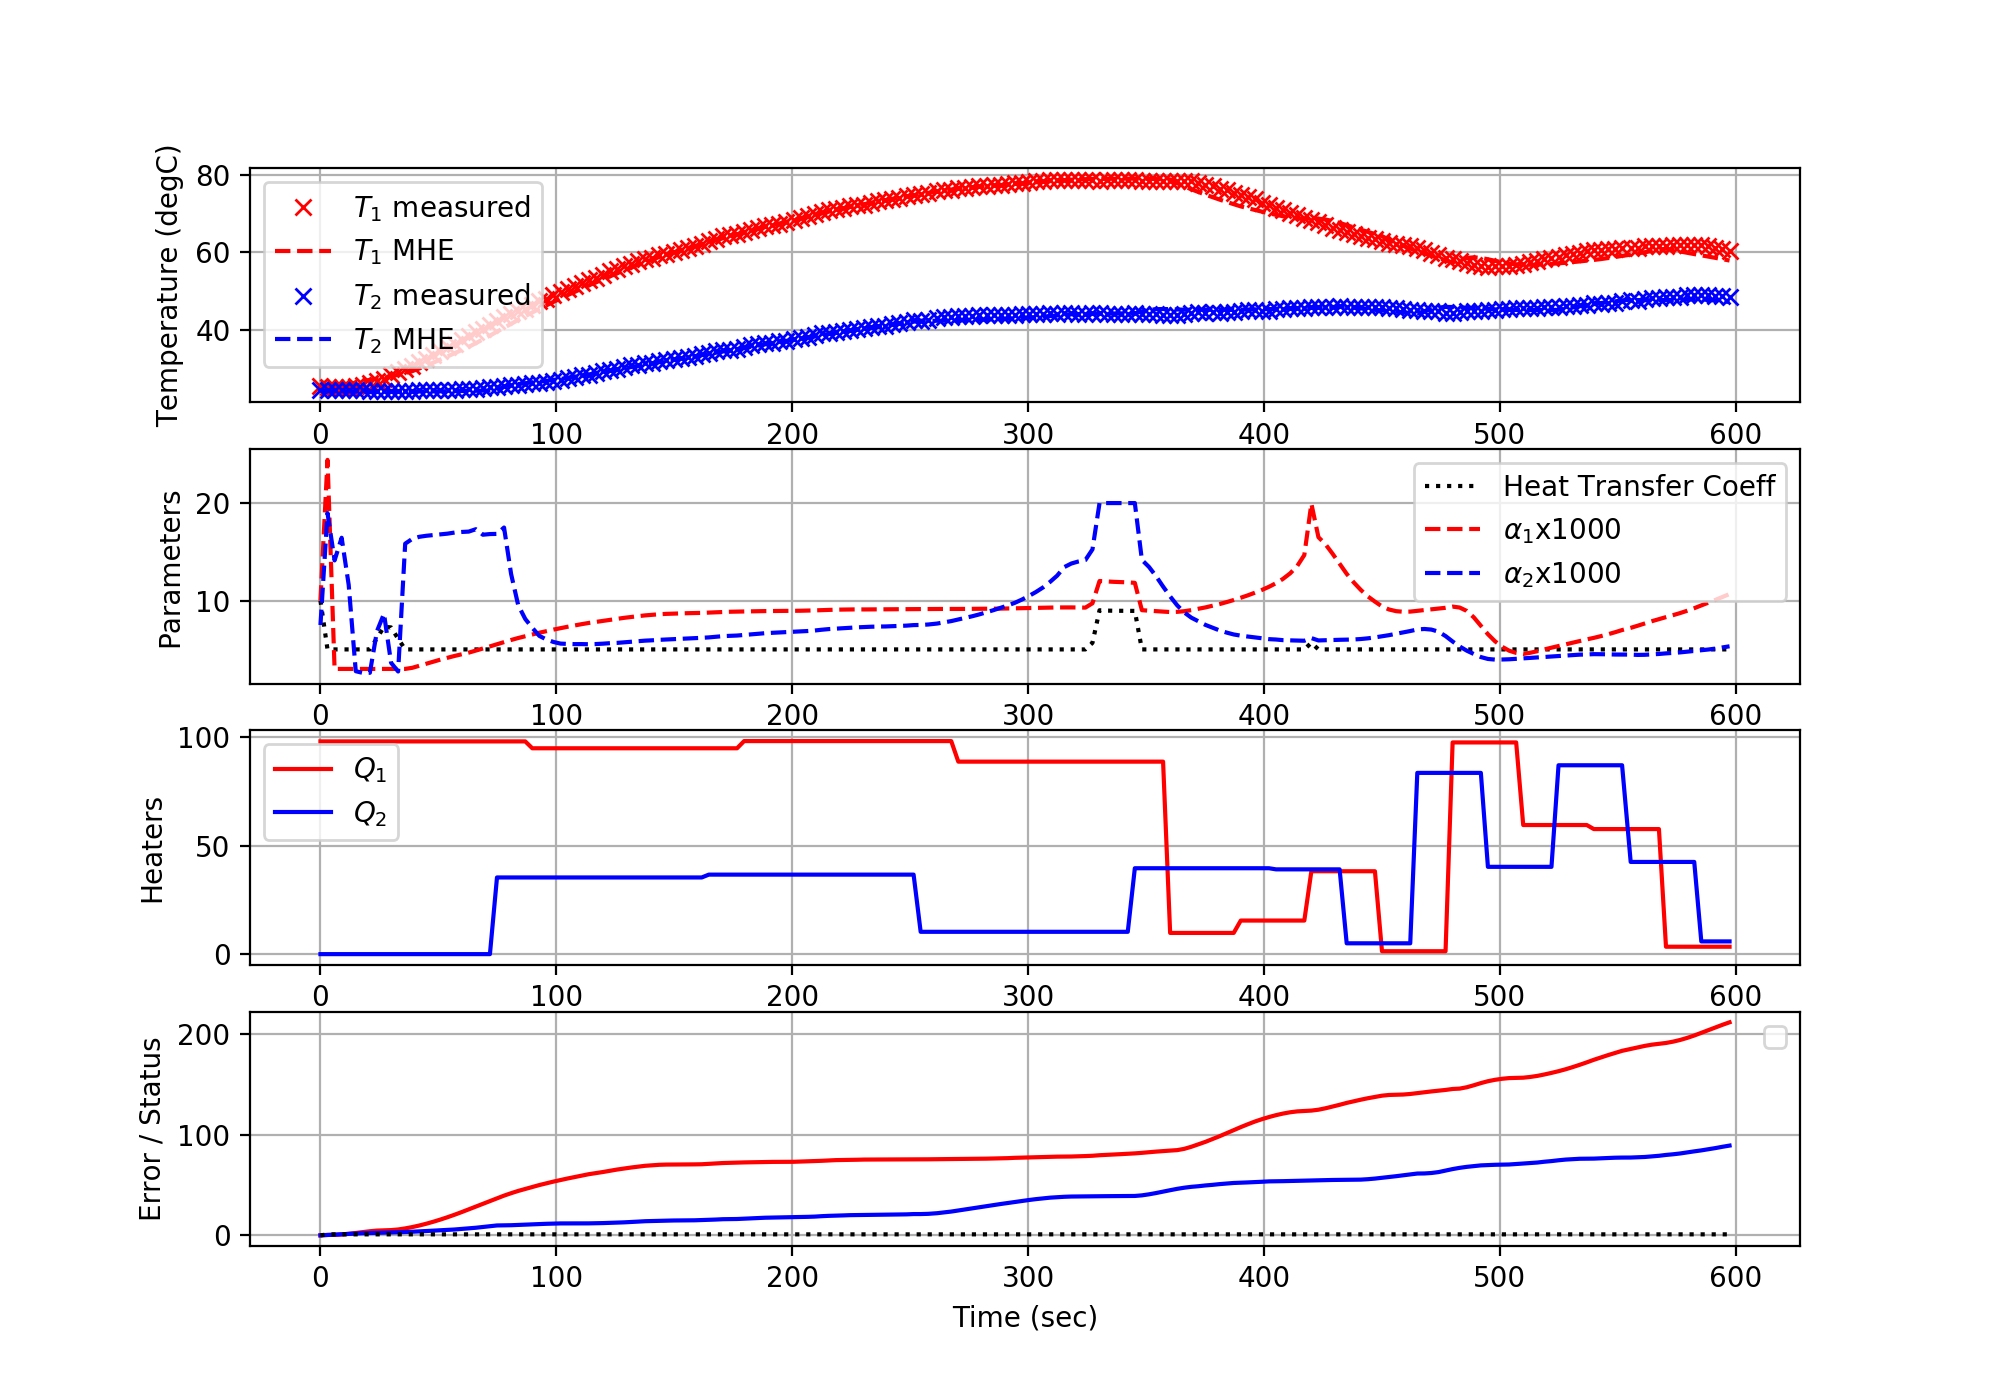 Temperature (degC)
80
60
40
T₁ measured
T₁ MHE
T₂ measured
T₂ MHE
0 100 200 300 400 500 600
Parameters
20
10
Heat Transfer Coeff
α₁x1000
α₂x1000
0 100 200 300 400 500 600
Heaters
100
50
0
Q₁
Q₂
0 100 200 300 400 500 600
Error / Status
200
100
0
0 100 200 300 400 500 600
Time (sec)